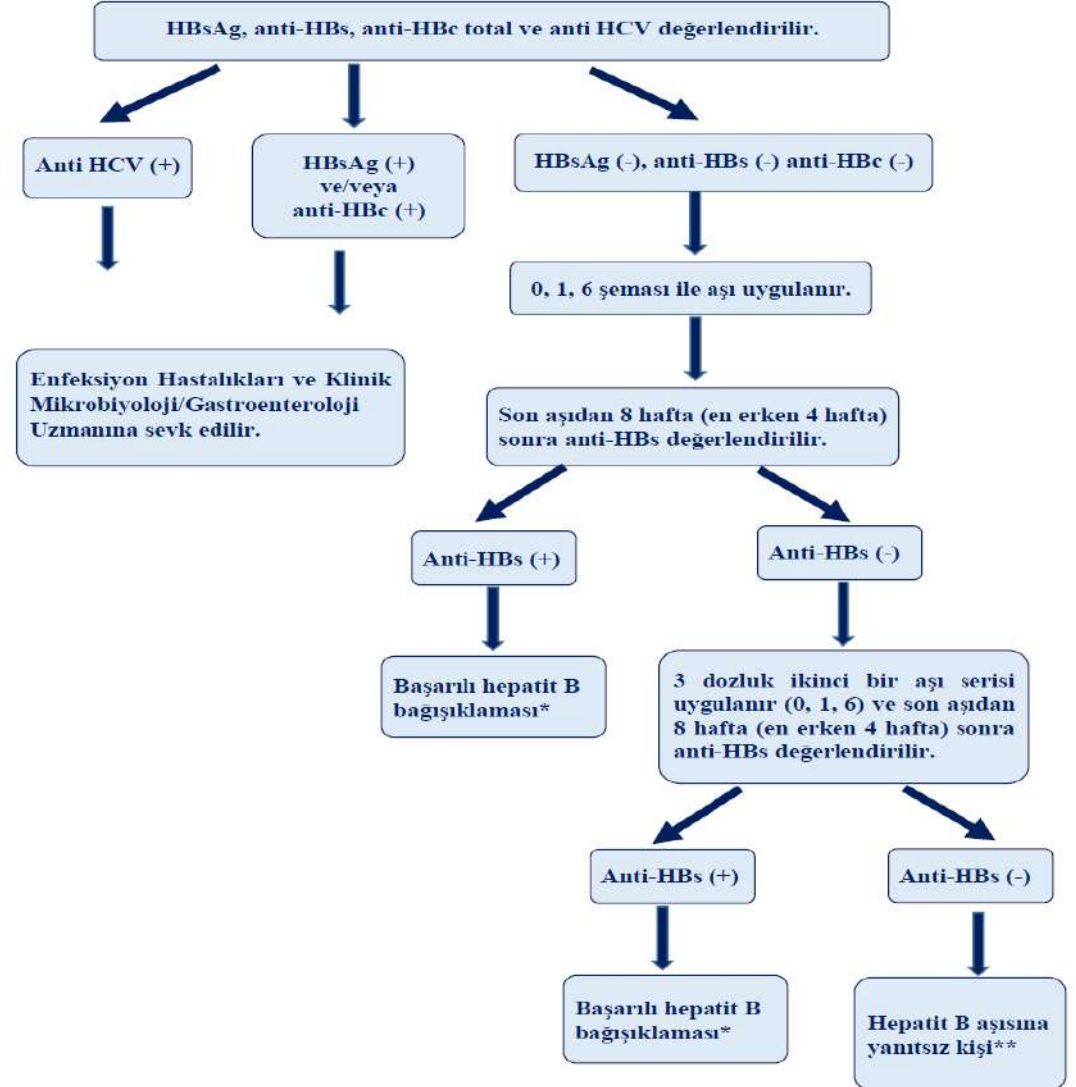 HBsAg, anti-HBs, anti-HBc total ve anti HCV değerlendirilir.
Anti HCV (+)
HBsAg (+)
ve/veya
anti-HBc (+)
HBsAg (-), anti-HBs (-) anti-HBc (-)
0, 1, 6 şeması ile aşı uygulanır.
Enfeksiyon Hastalıkları ve Klinik
Mikrobiyoloji/Gastroenteroloji
Uzmanına sevk edilir.
Son aşıdan 8 hafta (en erken 4 hafta)
sonra anti-HBs değerlendirilir.
Anti-HBs (+)
Anti-HBs (-)
Başarılı hepatit B
bağışıklaması*
3 dozluk ikinci bir aşı serisi
uygulanır (0, 1, 6) ve son aşıdan
8 hafta (en erken 4 hafta) sonra
anti-HBs değerlendirilir.
Anti-HBs (+)
Anti-HBs (-)
Başarılı hepatit B
bağışıklaması*
Hepatit B aşısına
yanıtsız kişi**